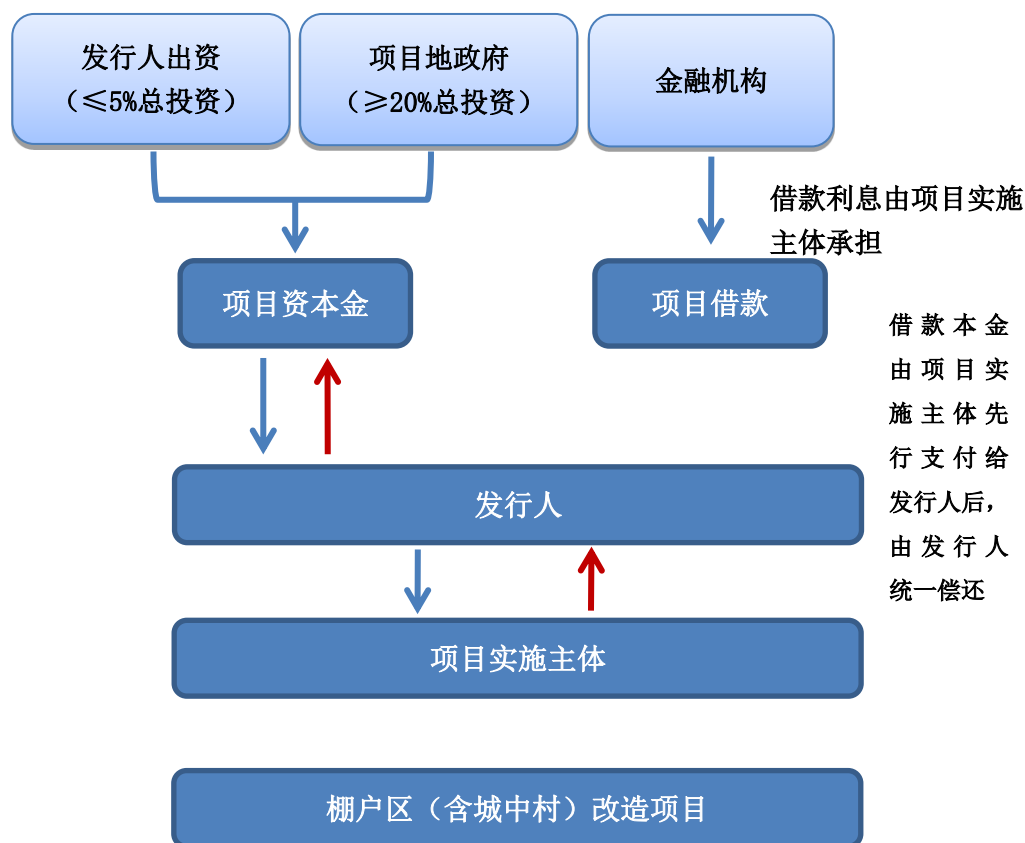 发行人出资
（≤5%总投资）
项目地政府
（≥20%总投资）
金融机构
借款利息由项目实施
主体承担
项目资本金
项目借款
借款本金
由项目实
施主体先
行支付给
发行人后，
由发行人
统一偿还
发行人
项目实施主体
棚户区（含城中村）改造项目